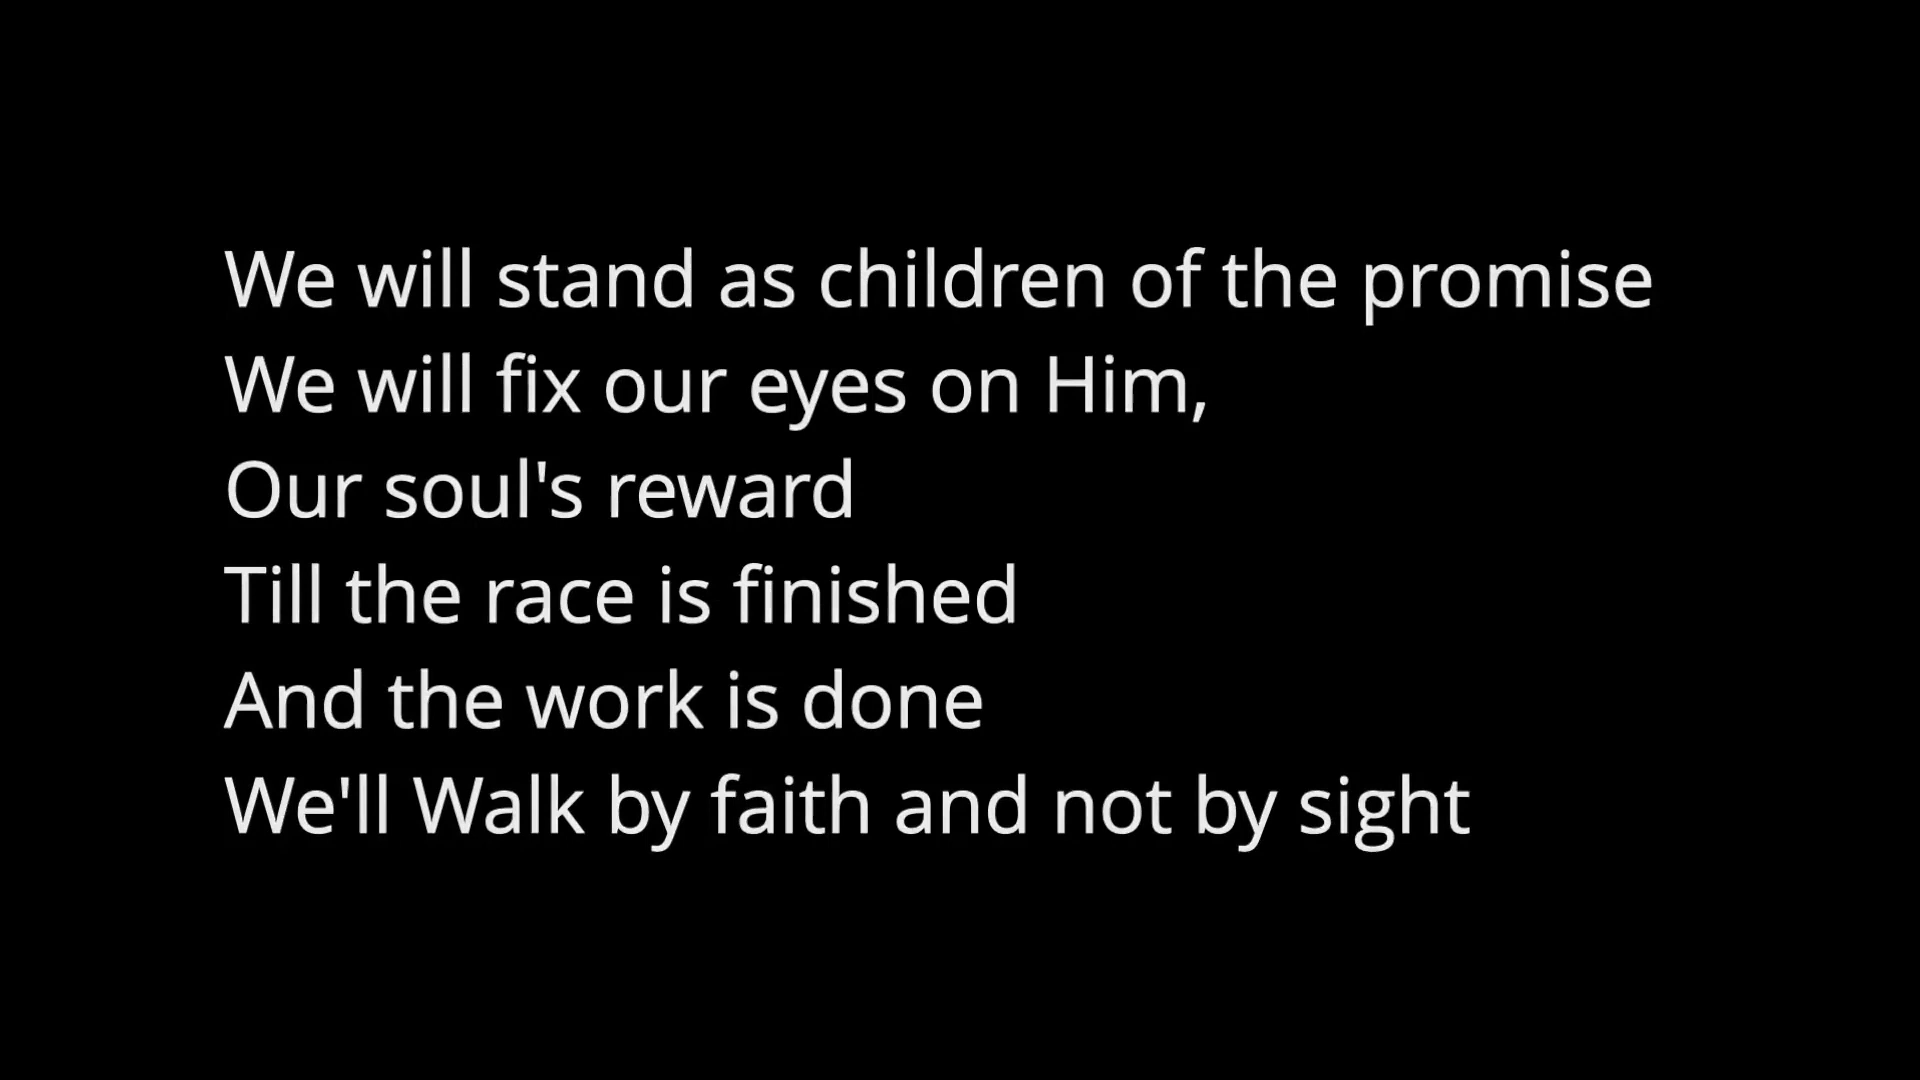 We will stand as children of the promise
We will fix our eyes on Him,
Our soul's reward
Till the race is finished
And the work is done
We'll Walk by faith and not by sight